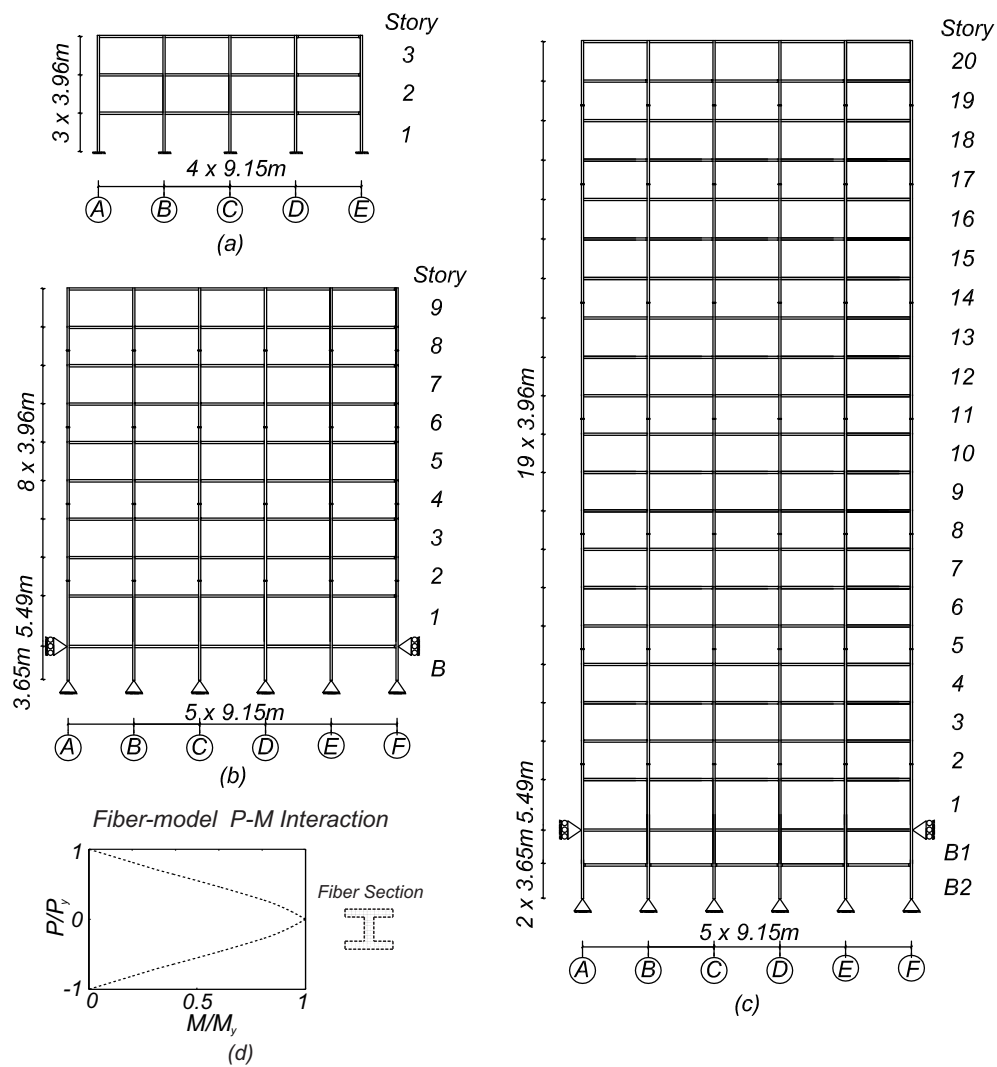 Story
3
2
1
3 x 3.96m
4 x 9.15m
A B C D E
(a)
Story
9
8
7
6
5
4
3
2
1
B
8 x 3.96m
5.49m
3.65m
5 x 9.15m
A B C D E F
(b)
Fiber-model P-M Interaction
1
0
-1
P/Py
0 0.5 1
M/My
Fiber Section
(d)
Story
20
19
18
17
16
15
14
13
12
11
10
9
8
7
6
5
4
3
2
1
B1
B2
19 x 3.96m
5.49m
2 x 3.65m
5 x 9.15m
A B C D E F
(c)